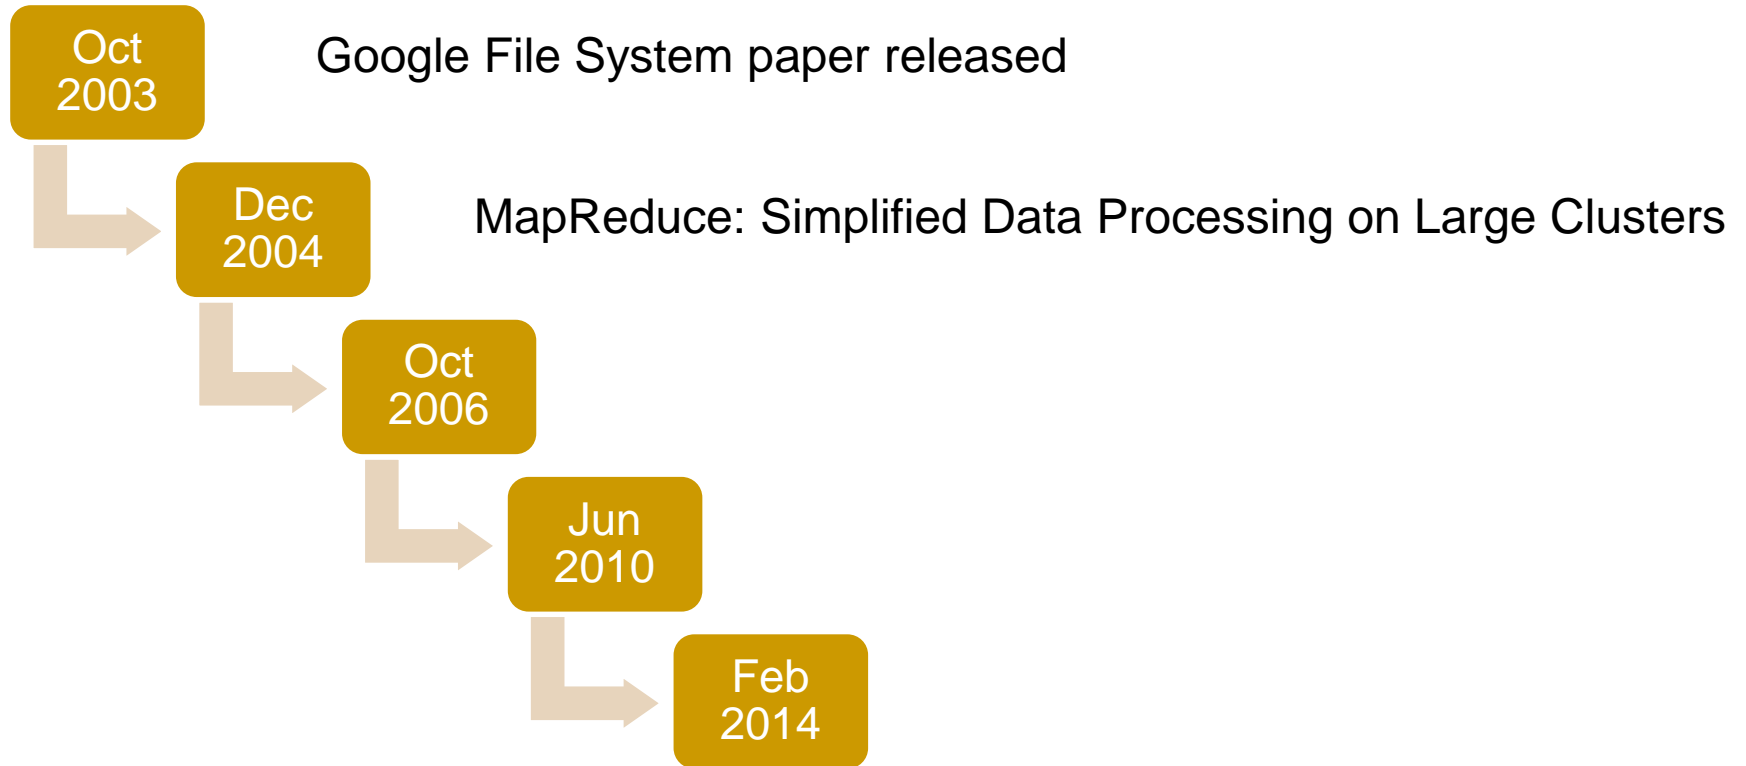 Oct
2003
Google File System paper released
Dec
2004
MapReduce: Simplified Data Processing on Large Clusters
Oct
2006
Jun
2010
Feb
2014